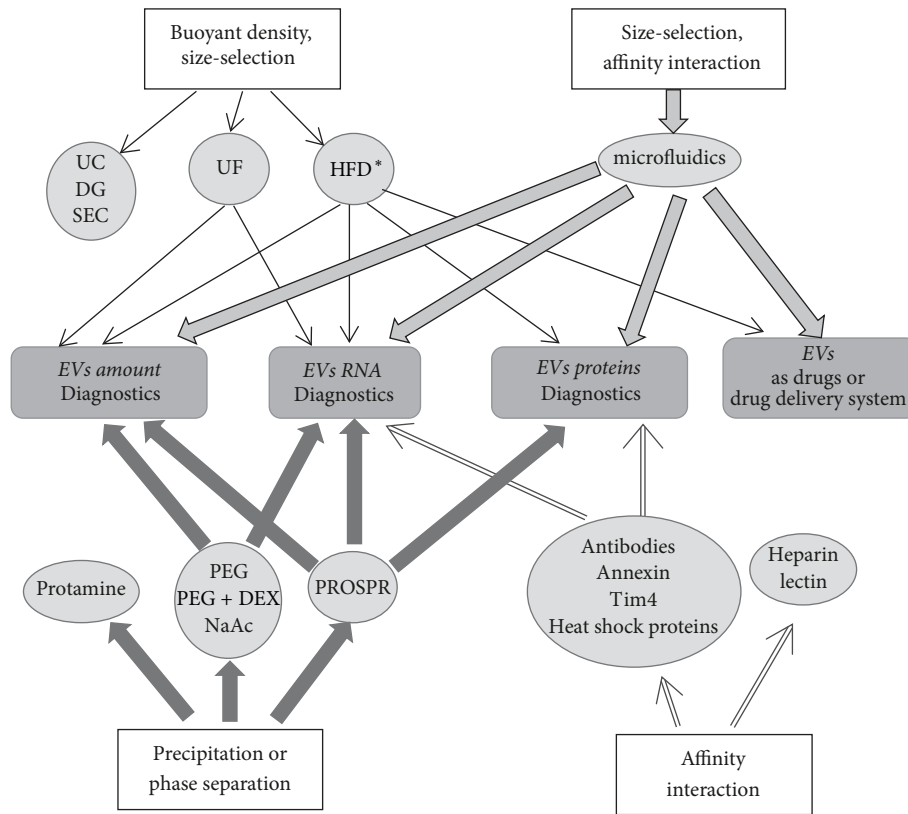 Buoyant density,
size-selection
Size-selection,
affinity interaction
UC
DG
SEC
UF
HFD*
microfluidics
EVs amount
Diagnostics
EVs RNA
Diagnostics
EVs proteins
Diagnostics
EVs
as drugs or
drug delivery system
Protamine
PEG
PEG + DEX
NaAc
PROSPR
Antibodies
Annexin
Tim4
Heat shock proteins
Heparin
lectin
Precipitation or
phase separation
Affinity
interaction